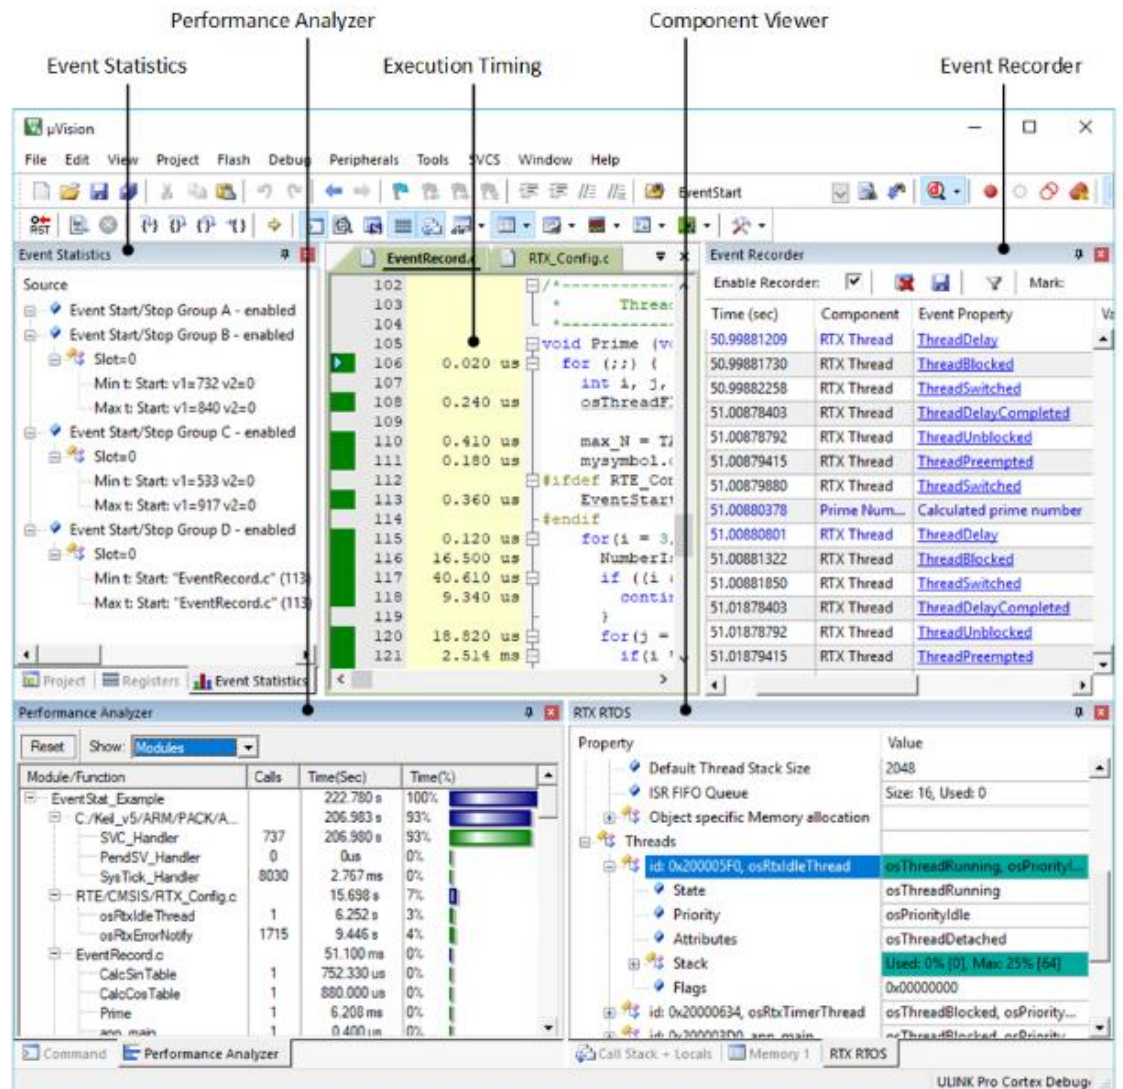 Performance Analyzer
Component Viewer
Event Statistics
Execution Timing
Event Recorder
µVision
File Edit View Project Flash Debug Peripherals Tools SVCS Window Help
EventStart
RST
Event Statistics
Source
Event Start/Stop Group A - enabled
Event Start/Stop Group B - enabled
Slot=0
Min t: Start: v1=732 v2=0
Max t: Start: v1=840 v2=0
Event Start/Stop Group C - enabled
Slot=0
Min t: Start: v1=533 v2=0
Max t: Start: v1=917 v2=0
Event Start/Stop Group D - enabled
Slot=0
Min t: Start: "EventRecord.c" (113)
Max t: Start: "EventRecord.c" (113)
Project Registers Event Statistics
EventRecord.c RTX_Config.c
102 /*-----------------
103 * Threa
104 *-----------------
105 void Prime (v
106 0.020 us for (;;) {
107 int i, j,
108 0.240 us osThreadF
109
110 0.410 us max_N = TA
111 0.180 us mysymbol.
112 #ifdef RTE_Co
113 0.360 us EventStart
114 #endif
115 0.120 us for(i = 3,
116 16.500 us NumberI
117 40.610 us if ((i
118 9.340 us contin
119 }
120 18.820 us for(j =
121 2.514 ms if(i
Event Recorder
Enable Recorder: Mark:
Time (sec) Component Event Property Va
50.99881209 RTX Thread ThreadDelay
50.99881730 RTX Thread ThreadBlocked
50.99882258 RTX Thread ThreadSwitched
51.00878403 RTX Thread ThreadDelayCompleted
51.00878792 RTX Thread ThreadUnblocked
51.00879415 RTX Thread ThreadPreempted
51.00879880 RTX Thread ThreadSwitched
51.00880378 Prime Num... Calculated prime number
51.00880801 RTX Thread ThreadDelay
51.00881322 RTX Thread ThreadBlocked
51.00881850 RTX Thread ThreadSwitched
51.01878403 RTX Thread ThreadDelayCompleted
51.01878792 RTX Thread ThreadUnblocked
51.01879415 RTX Thread ThreadPreempted
Performance Analyzer
Reset Show: Modules
Module/Function Calls Time(Sec) Time(%)
EventStat_Example 222.780 s 100%
C:/Keil_v5/ARM/PACK/A... 206.983 s 93%
SVC_Handler 737 206.980 s 93%
PendSV_Handler 0 0us 0%
SysTick_Handler 8030 2.767 ms 0%
RTE/CMSIS/RTX_Config.c 15.698 s 7%
osRtxIdleThread 1 6.252 s 3%
osRtxErrorNotify 1715 9.446 s 4%
EventRecord.c 51.100 ms 0%
CalcSinTable 1 752.330 us 0%
CalcCosTable 1 880.000 us 0%
Prime 1 6.208 ms 0%
app_main 1 0.400 us 0%
Command Performance Analyzer
RTX RTOS
Property Value
Default Thread Stack Size 2048
ISR FIFO Queue Size: 16, Used: 0
Object specific Memory allocation
Threads
id: 0x200005F0, osRtxIdleThread osThreadRunning, osPriorityI...
State osThreadRunning
Priority osPriorityIdle
Attributes osThreadDetached
Stack Used: 0% [0], Max: 25% [64]
Flags 0x00000000
id: 0x20000634, osRtxTimerThread osThreadBlocked, osPriority...
id: 0x200003D0, app_main osThreadBlocked, osPriority...
Call Stack + Locals Memory 1 RTX RTOS
ULINK Pro Cortex Debug